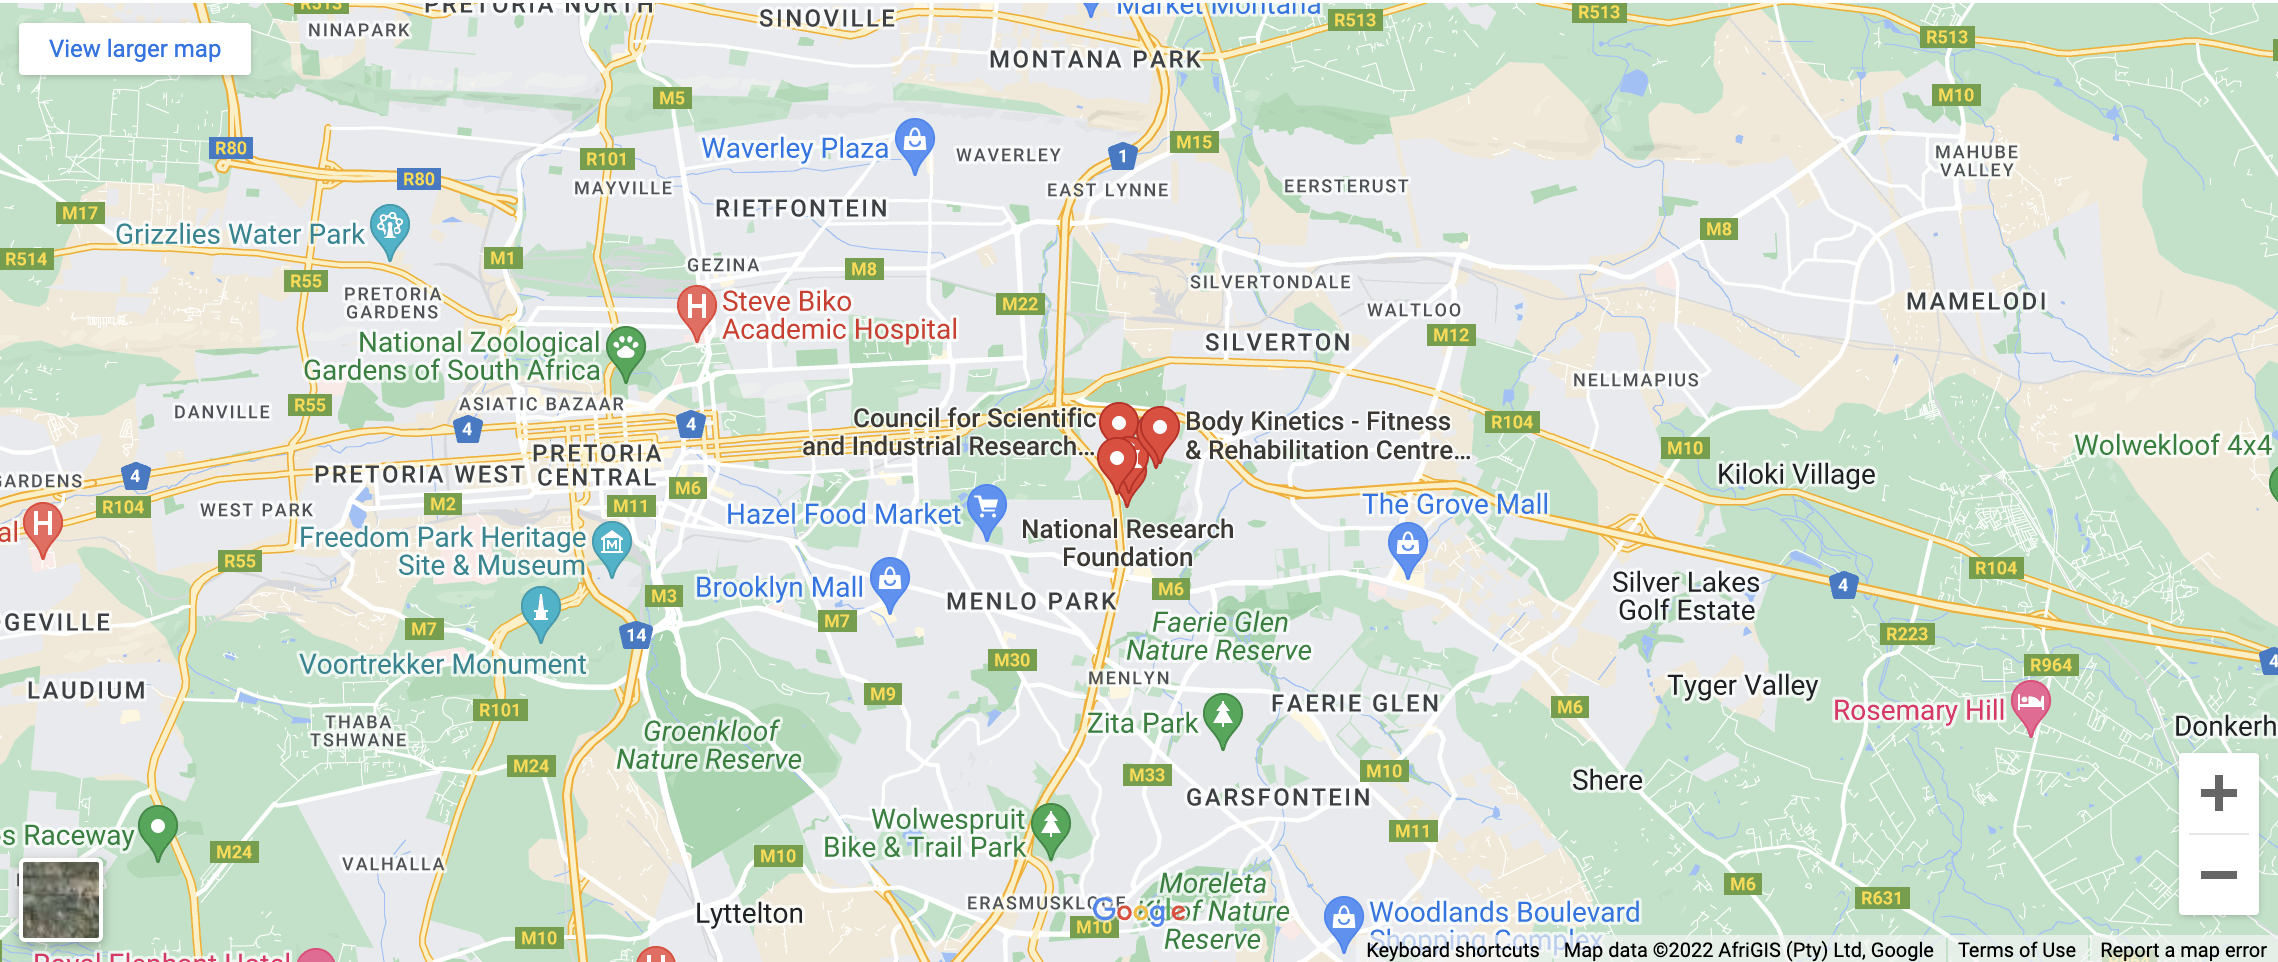 R513
PRETORIA NORTH
SINOVILLE
Market Montana
R513
R513
R513
NINAPARK
View larger map
MONTANA PARK
M5
M10
R80
Waverley Plaza
WAVERLEY
1
M15
R101
R80
MAYVILLE
EAST LYNNE
EERSTERUST
MAHUBE
VALLEY
M17
RIETFONTEIN
Grizzlies Water Park
M8
R514
M1
GEZINA
M8
R55
SILVERTONDALE
PRETORIA
GARDENS
Steve Biko
Academic Hospital
M22
WALTLOO
MAMELODI
National Zoological
Gardens of South Africa
SILVERTON
M12
NELLMAPIUS
DANVILLE
R55
ASIATIC BAZAAR
4
4
Council for Scientific
and Industrial Research...
Body Kinetics - Fitness
& Rehabilitation Centre...
R104
M10
Wolwekloof 4x4
PRETORIA WEST
PRETORIA
CENTRAL
4
GARDENS
Kiloki Village
R104
WEST PARK
M2
M11
M6
Hazel Food Market
The Grove Mall
al
National Research
Foundation
Freedom Park Heritage
Site & Museum
R55
R104
Brooklyn Mall
M3
M6
MENLO PARK
Silver Lakes
Golf Estate
4
GEVILLE
M7
M7
14
Faerie Glen
Nature Reserve
R223
Voortrekker Monument
M30
R964
4
LAUDIUM
M9
MENLYN
Tyger Valley
R101
FAERIE GLEN
M6
Rosemary Hill
THABA
TSHWANE
Groenkloof
Nature Reserve
Zita Park
Donkerh
M24
M33
M10
Shere
GARSFONTEIN
s Raceway
Wolwespruit
Bike & Trail Park
M11
M24
VALHALLA
M10
M6
R631
Moreleta
Kloof Nature
Reserve
ERASMUSKLOOF
Google
Lyttelton
M10
M10
Woodlands Boulevard
Shopping Complex
Royal Elephant Hotel
Keyboard shortcuts
Map data ©2022 AfriGIS (Pty) Ltd, Google
Terms of Use
Report a map error